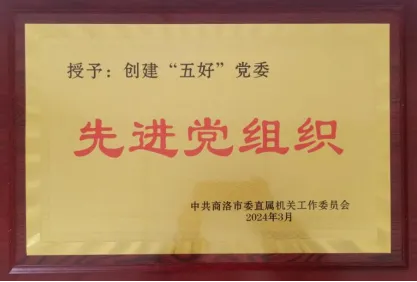 授予：创建“五好”党委
先进党组织
中共商洛市委直属机关工作委员会
2024年3月